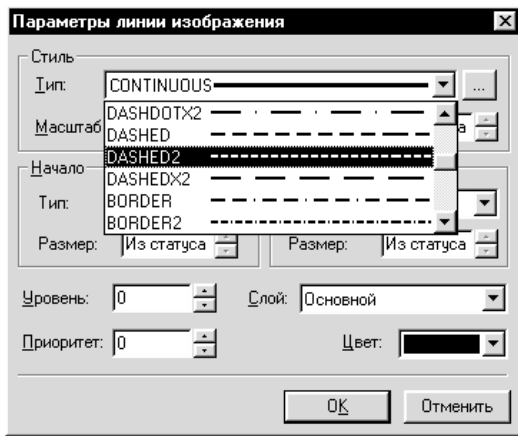 Параметры линии изображения
Стиль
Тип: CONTINUOUS ...
DASHDOTX2
Масштаб а
DASHED
DASHED2
Начало
DASHEDX2
Тип: BORDER
BORDER2
Размер: Из статуса Размер: Из статуса
Уровень: 0 Слой: Основной
Приоритет: 0 Цвет:
OK Отменить